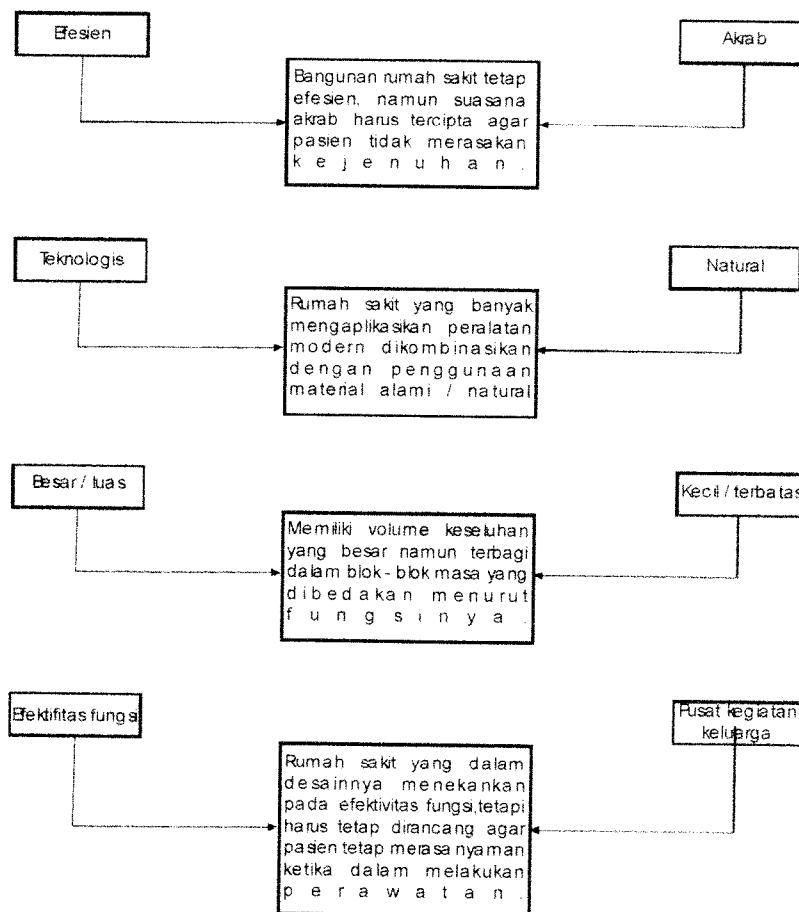 Efesien
Akrab
Bangunan rumah sakit tetap
efesien, namun suasana
akrab harus tercipta agar
pasien tidak merasakan
kejenuhan.
Teknologis
Natural
Rumah sakit yang banyak
mengaplikasikan peralatan
modern dikombinasikan
dengan penggunaan
material alami / natural
Besar / luas
Kecil / terbatas
Memiliki volume keseluhan
yang besar namun terbagi
dalam blok - blok masa yang
dibedakan menurut
fungsinya.
Efektifitas fungsi
Pusat kegiatan
keluarga
Rumah sakit yang dalam
desainnya menekankan
pada efektivitas fungsi,tetapi
harus tetap dirancang agar
pasien tetap merasa nyaman
ketika dalam melakukan
perawatan.